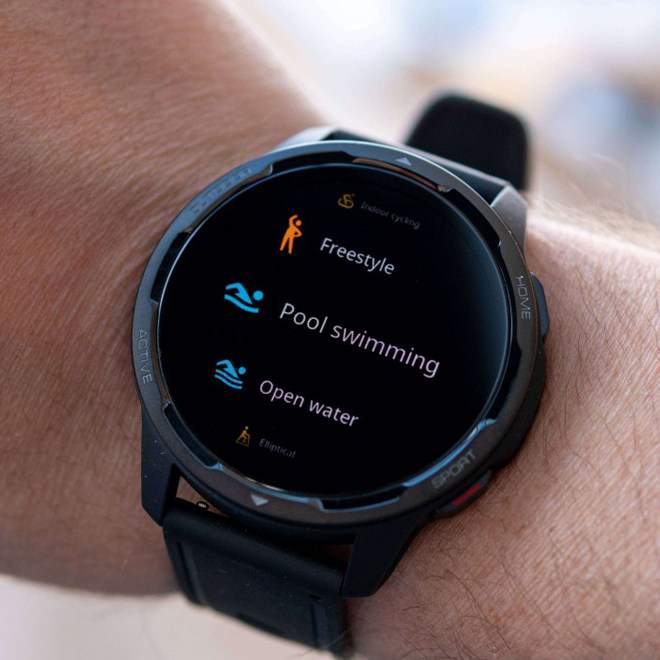 Indoor cycling
Freestyle
Pool swimming
Open water
Elliptical
HOME
ACTIVE
SPORT